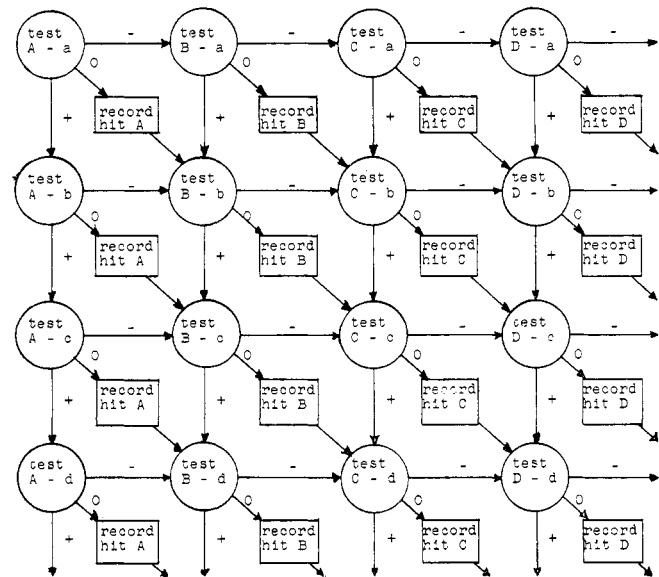 test test test test
A - a - B - a - C - a - D - a -
0 0 0 0
record record record record
+ hit A + hit B + hit C + hit D
test test test test
A - b - B - b - C - b - D - b -
0 0 0 0
record record record record
+ hit A + hit B + hit C + hit D
test test test test
A - c - B - c - C - c - D - c -
0 0 0 0
record record record record
+ hit A + hit B + hit C + hit D
test test test test
A - d - B - d - C - d - D - d -
0 0 0 0
record record record record
+ hit A + hit B + hit C + hit D